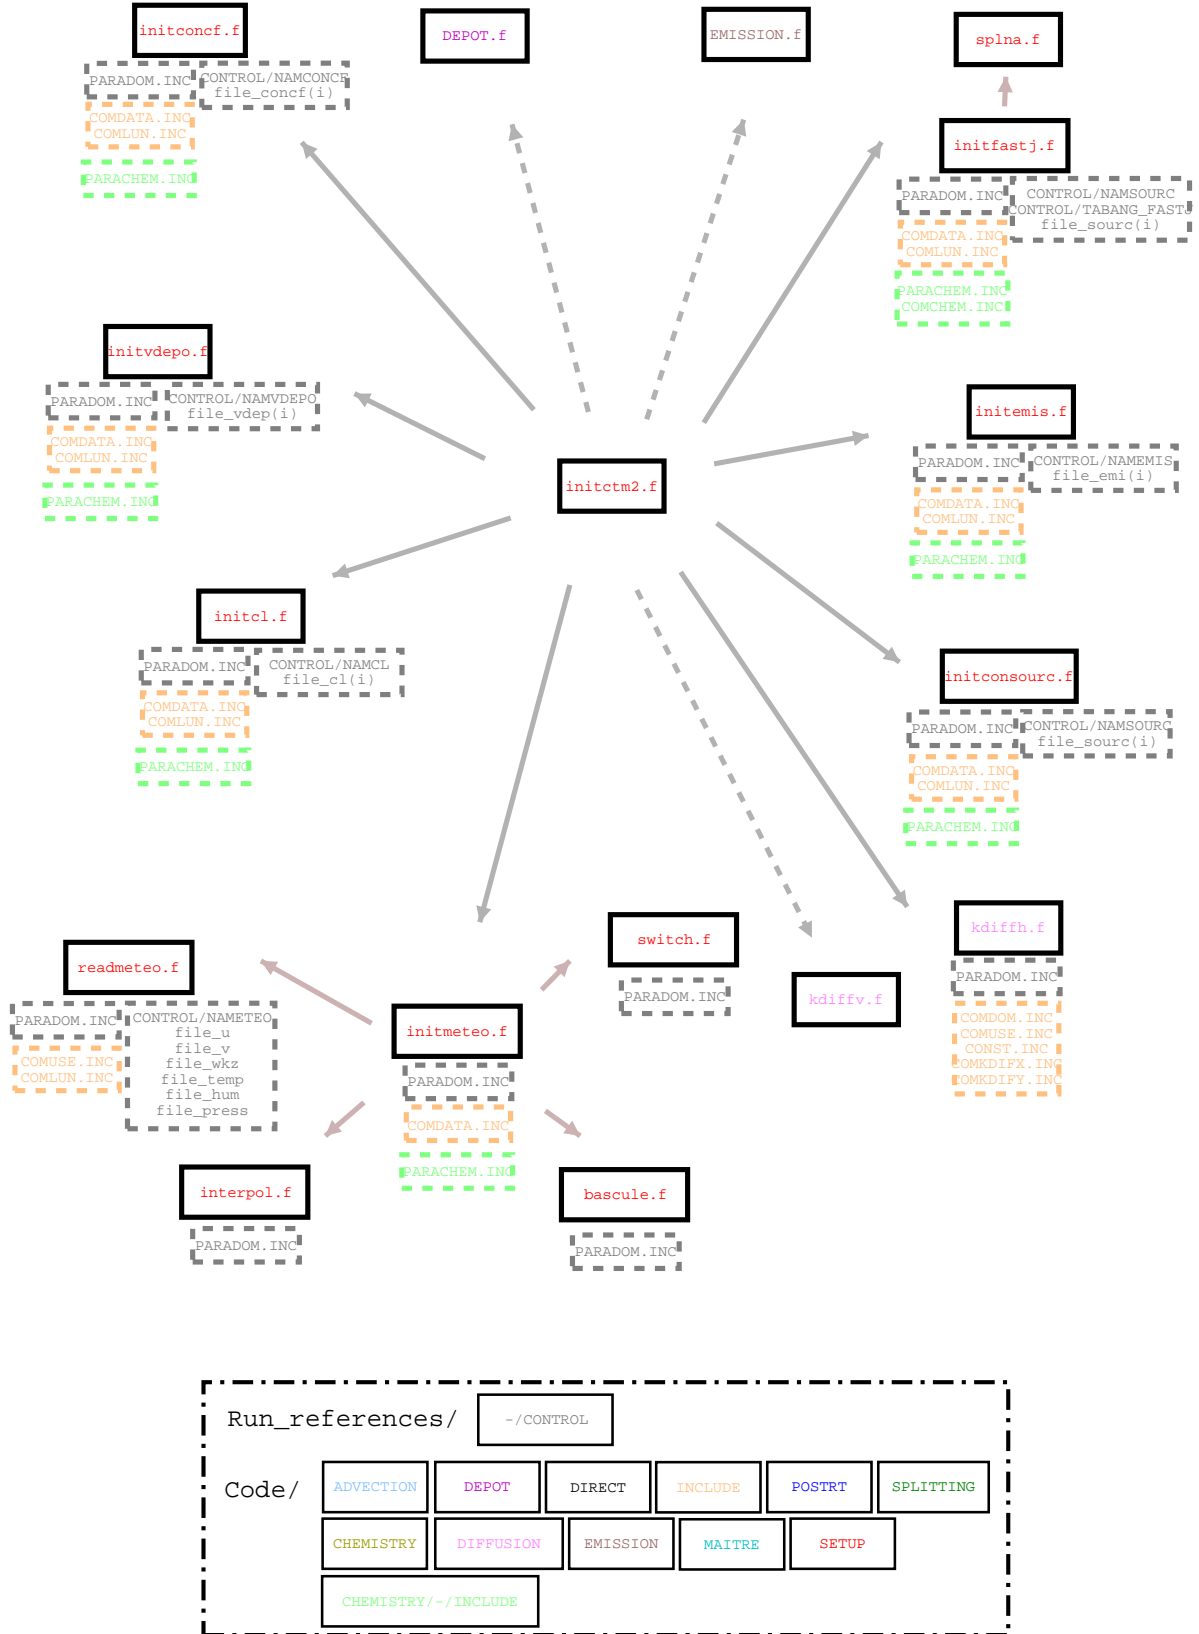 initconcf.f
PARADOM.INC
CONTROL/NAMCONCF
file_concf(i)
COMDATA.INC
COMLUN.INC
PARACHEM.INC
DEPOT.f
EMISSION.f
splna.f
initfastj.f
PARADOM.INC
CONTROL/NAMSOURC
CONTROL/TABANG_FASTJ
file_sourc(i)
COMDATA.INC
COMLUN.INC
PARACHEM.INC
COMCHEM.INC
initvdepo.f
PARADOM.INC
CONTROL/NAMVDEPO
file_vdep(i)
COMDATA.INC
COMLUN.INC
PARACHEM.INC
initctm2.f
initemis.f
PARADOM.INC
CONTROL/NAMEMIS
file_emi(i)
COMDATA.INC
COMLUN.INC
PARACHEM.INC
initcl.f
PARADOM.INC
CONTROL/NAMCL
file_cl(i)
COMDATA.INC
COMLUN.INC
PARACHEM.INC
initconsourc.f
PARADOM.INC
CONTROL/NAMSOURC
file_sourc(i)
COMDATA.INC
COMLUN.INC
PARACHEM.INC
readmeteo.f
PARADOM.INC
CONTROL/NAMETEO
file_u
file_v
file_wkz
file_temp
file_hum
file_press
COMUSE.INC
COMLUN.INC
initmeteo.f
PARADOM.INC
COMDATA.INC
PARACHEM.INC
switch.f
PARADOM.INC
kdiffv.f
kdiffh.f
PARADOM.INC
COMDOM.INC
COMUSE.INC
CONST.INC
COMKDIFX.INC
COMKDIFY.INC
interpol.f
PARADOM.INC
bascule.f
PARADOM.INC
Run_references/
-/CONTROL
Code/
ADVECTION
DEPOT
DIRECT
INCLUDE
POSTRT
SPLITTING
CHEMISTRY
DIFFUSION
EMISSION
MAITRE
SETUP
CHEMISTRY/-/INCLUDE